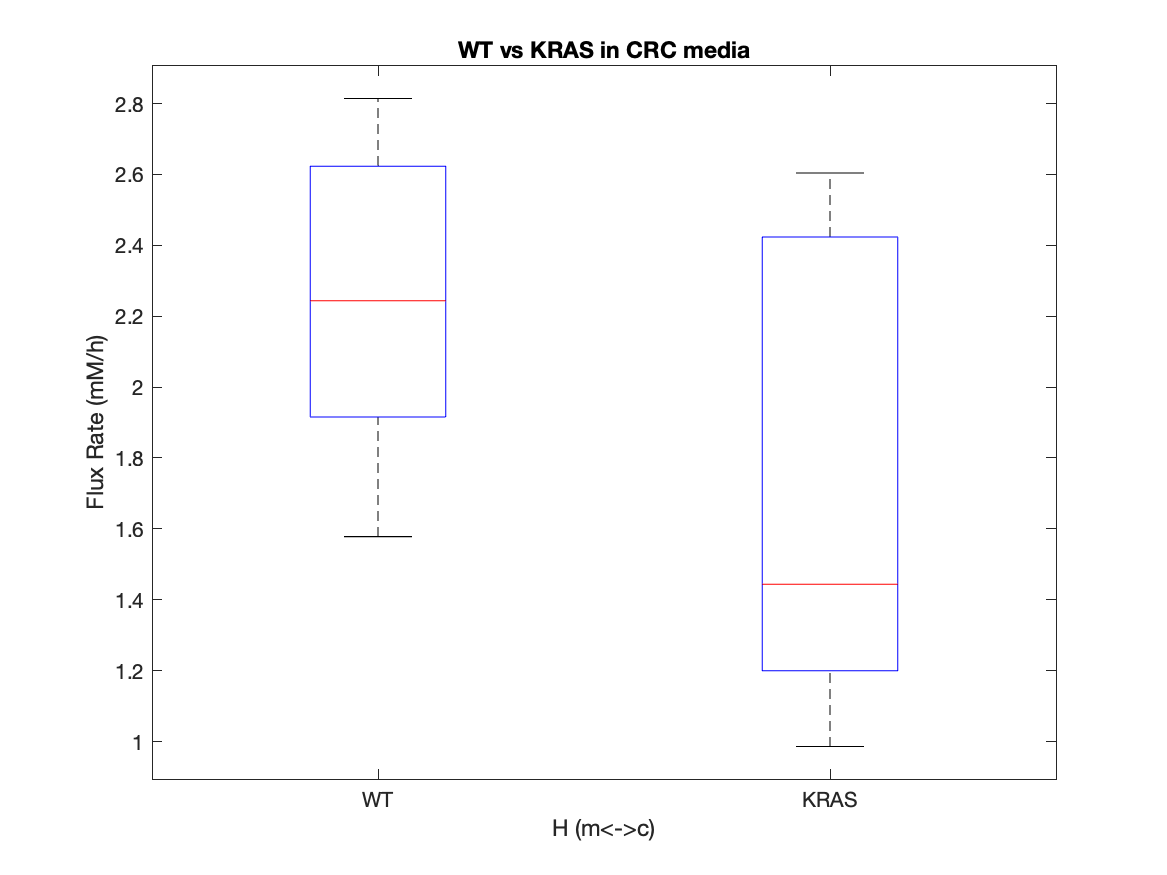 WT vs KRAS in CRC media
2.8
2.6
2.4
2.2
2
1.8
1.6
1.4
1.2
1
Flux Rate (mM/h)
WT KRAS
H (m<->c)